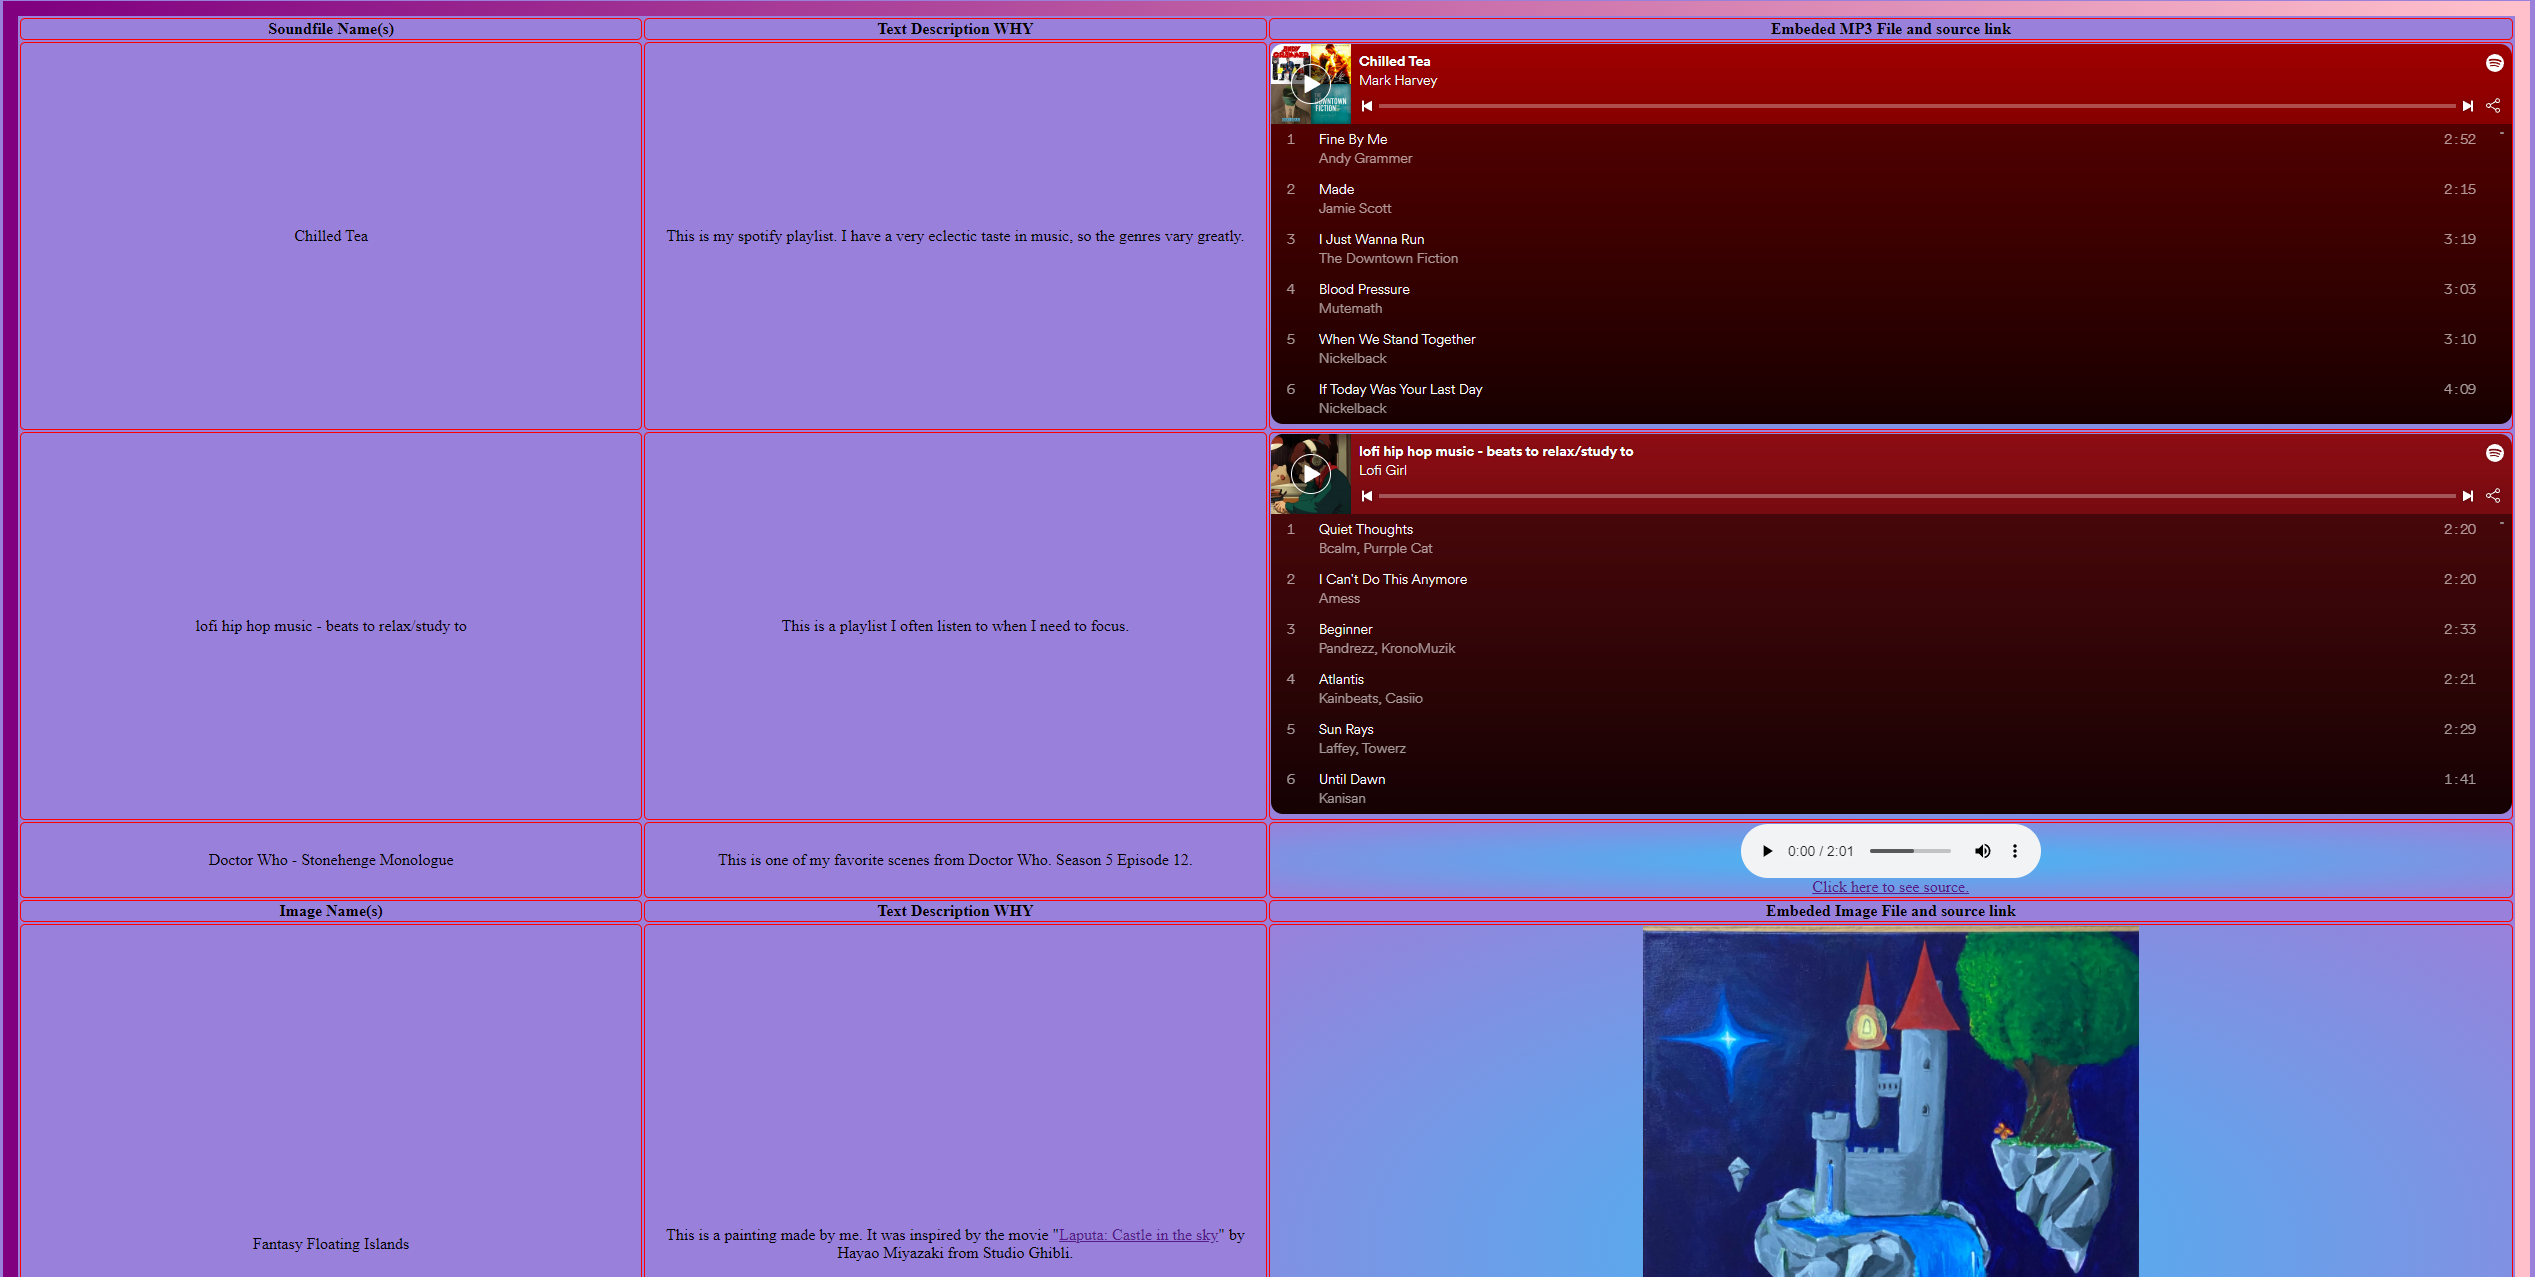 Soundfile Name(s)
Text Description WHY
Embeded MP3 File and source link
Chilled Tea
This is my spotify playlist. I have a very eclectic taste in music, so the genres vary greatly.
Chilled Tea
Mark Harvey
1 Fine By Me 2:52
Andy Grammer
2 Made 2:15
Jamie Scott
3 I Just Wanna Run 3:19
The Downtown Fiction
4 Blood Pressure 3:03
Mutemath
5 When We Stand Together 3:10
Nickelback
6 If Today Was Your Last Day 4:09
Nickelback
lofi hip hop music - beats to relax/study to
This is a playlist I often listen to when I need to focus.
lofi hip hop music - beats to relax/study to
Lofi Girl
1 Quiet Thoughts 2:20
Bcalm, Purrple Cat
2 I Can't Do This Anymore 2:20
Amess
3 Beginner 2:33
Pandrezz, KronoMuzik
4 Atlantis 2:21
Kainbeats, Casiio
5 Sun Rays 2:29
Laffey, Towerz
6 Until Dawn 1:41
Kanisan
Doctor Who - Stonehenge Monologue
This is one of my favorite scenes from Doctor Who. Season 5 Episode 12.
0:00 / 2:01
Click here to see source.
Image Name(s)
Text Description WHY
Embeded Image File and source link
Fantasy Floating Islands
This is a painting made by me. It was inspired by the movie "Laputa: Castle in the sky" by
Hayao Miyazaki from Studio Ghibli.